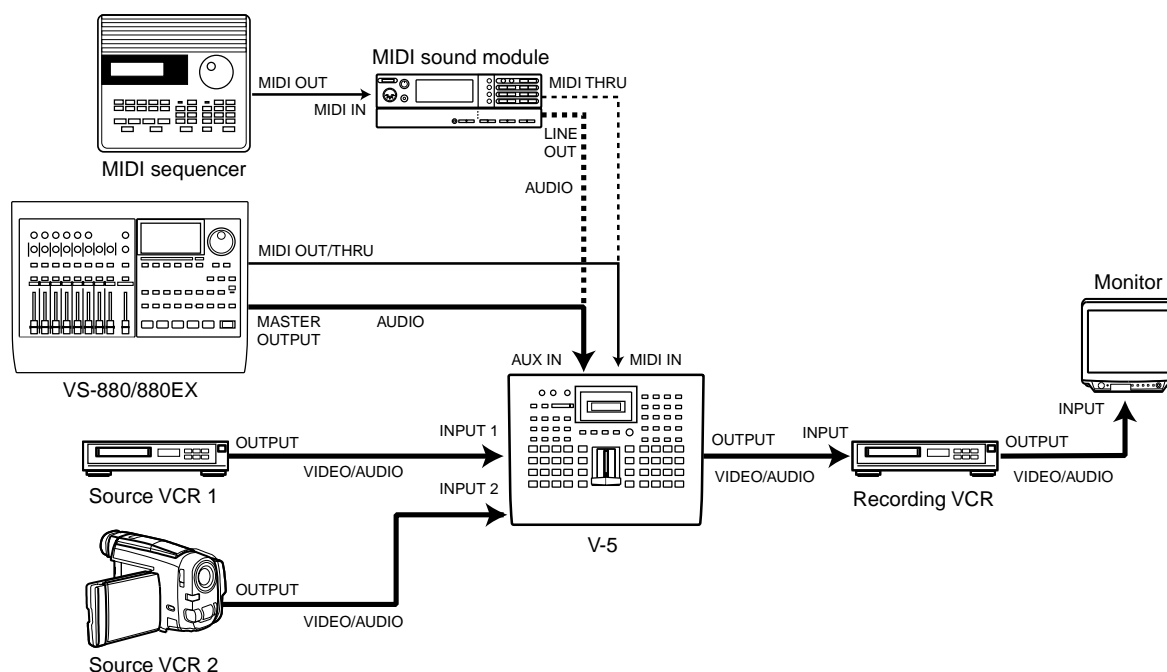 MIDI sound module
MIDI OUT
MIDI THRU
MIDI IN
LINE
OUT
MIDI sequencer
AUDIO
MIDI OUT/THRU
Monitor
MASTER
OUTPUT
AUDIO
AUX IN
MIDI IN
VS-880/880EX
INPUT
OUTPUT
INPUT 1
OUTPUT
INPUT
OUTPUT
VIDEO/AUDIO
VIDEO/AUDIO
VIDEO/AUDIO
Source VCR 1
INPUT 2
Recording VCR
V-5
OUTPUT
VIDEO/AUDIO
Source VCR 2